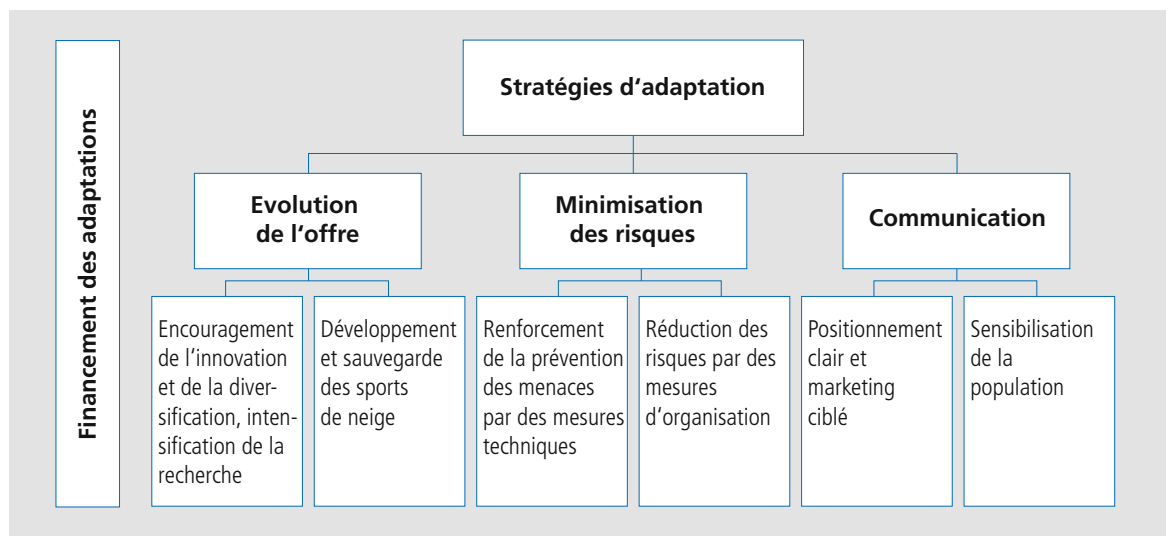 Financement des adaptations
Stratégies d‘adaptation
Evolution
de l‘offre
Minimisation
des risques
Communication
Encouragement
de l’innovation
et de la diver-
sification, inten-
sification de la
recherche
Développement
et sauvegarde
des sports
de neige
Renforcement
de la prévention
des menaces
par des mesures
techniques
Réduction des
risques par des
mesures
d’organisation
Positionnement
clair et
marketing
ciblé
Sensibilisation
de la
population